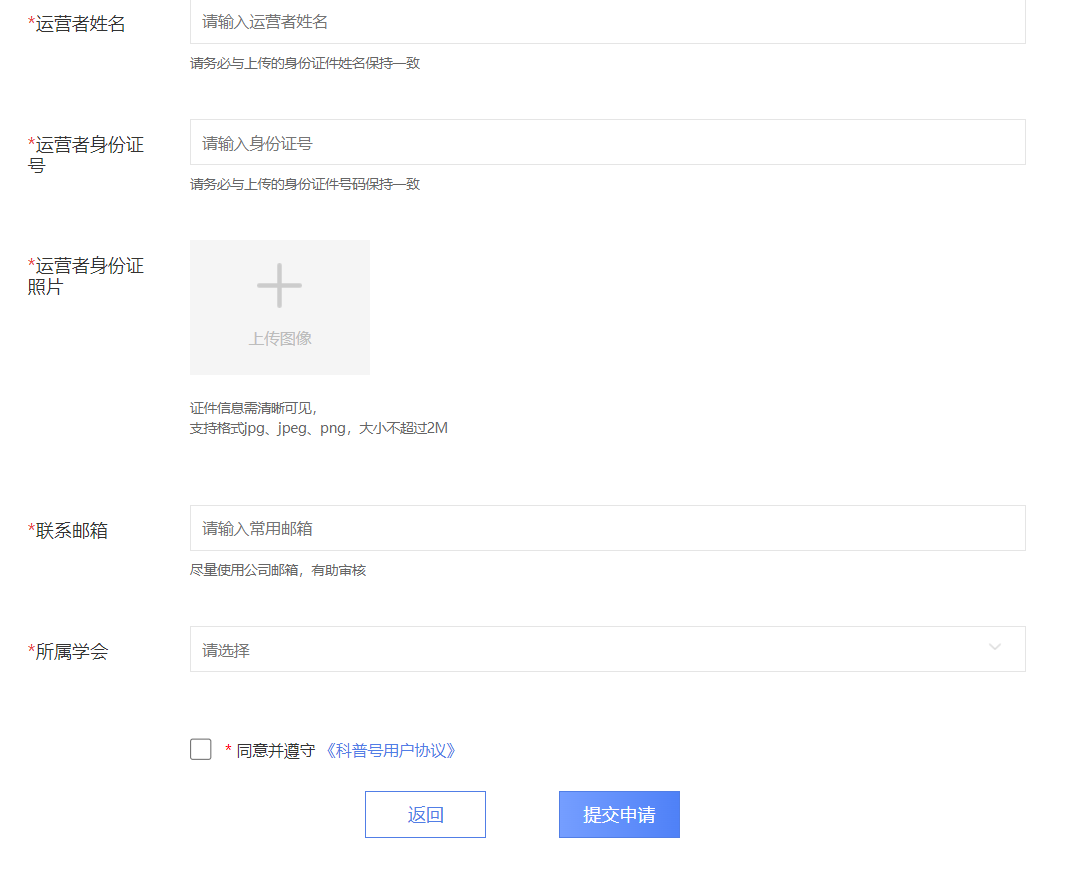 *运营者姓名
请输入运营者姓名
请务必与上传的身份证件姓名保持一致
*运营者身份证
号
请输入身份证号
请务必与上传的身份证件号码保持一致
*运营者身份证
照片
上传图像
证件信息需清晰可见，
支持格式jpg、jpeg、png，大小不超过2M
*联系邮箱
请输入常用邮箱
尽量使用公司邮箱，有助审核
*所属学会
请选择
* 同意并遵守 《科普号用户协议》
返回
提交申请